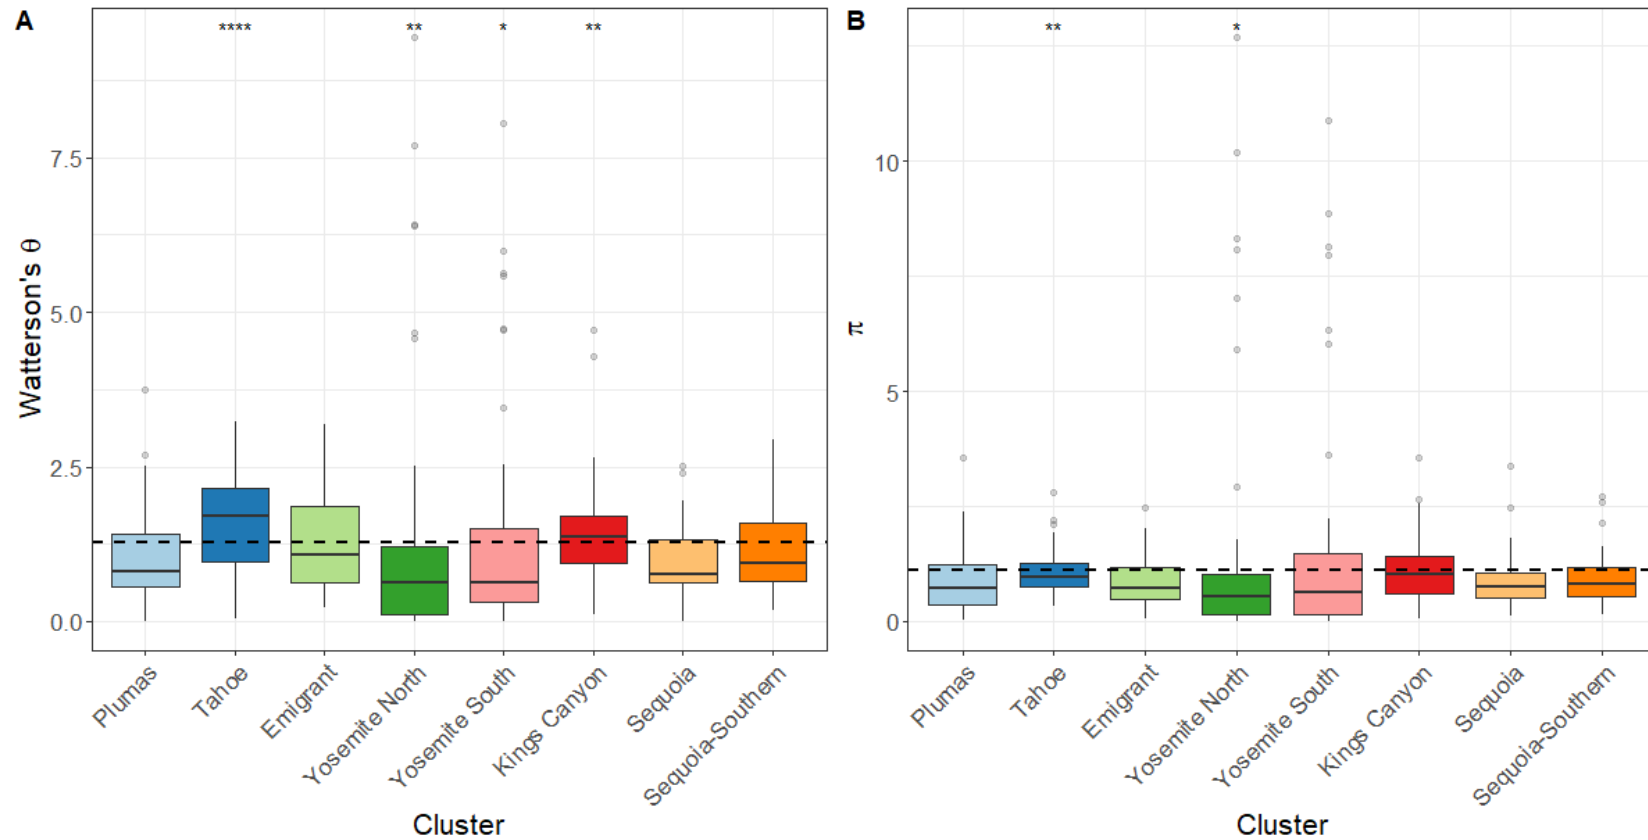 A
****
**
*
**
Watterson's θ
7.5
5.0
2.5
0.0
Plumas
Tahoe
Emigrant
Yosemite North
Yosemite South
Kings Canyon
Sequoia
Sequoia-Southern
Cluster
B
**
*
π
10
5
0
Plumas
Tahoe
Emigrant
Yosemite North
Yosemite South
Kings Canyon
Sequoia
Sequoia-Southern
Cluster